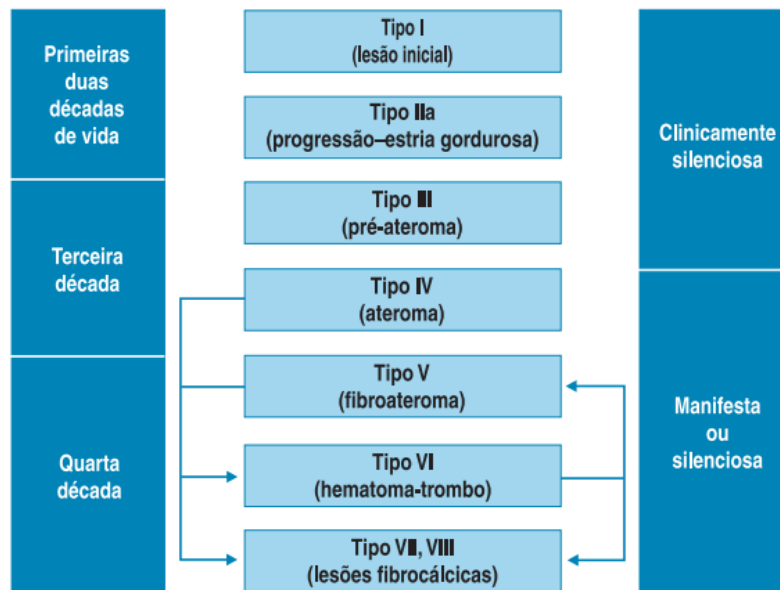 Primeiras
duas
décadas
de vida
Terceira
década
Quarta
década
Tipo I
(lesão inicial)
Tipo IIa
(progressão–estria gordurosa)
Tipo III
(pré-ateroma)
Tipo IV
(ateroma)
Tipo V
(fibroateroma)
Tipo VI
(hematoma-trombo)
Tipo VII, VIII
(lesões fibrocálcicas)
Clinicamente
silenciosa
Manifesta
ou
silenciosa